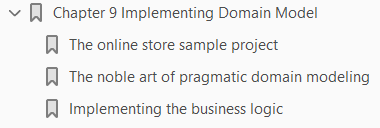 Chapter 9 Implementing Domain Model
The online store sample project
The noble art of pragmatic domain modeling
Implementing the business logic